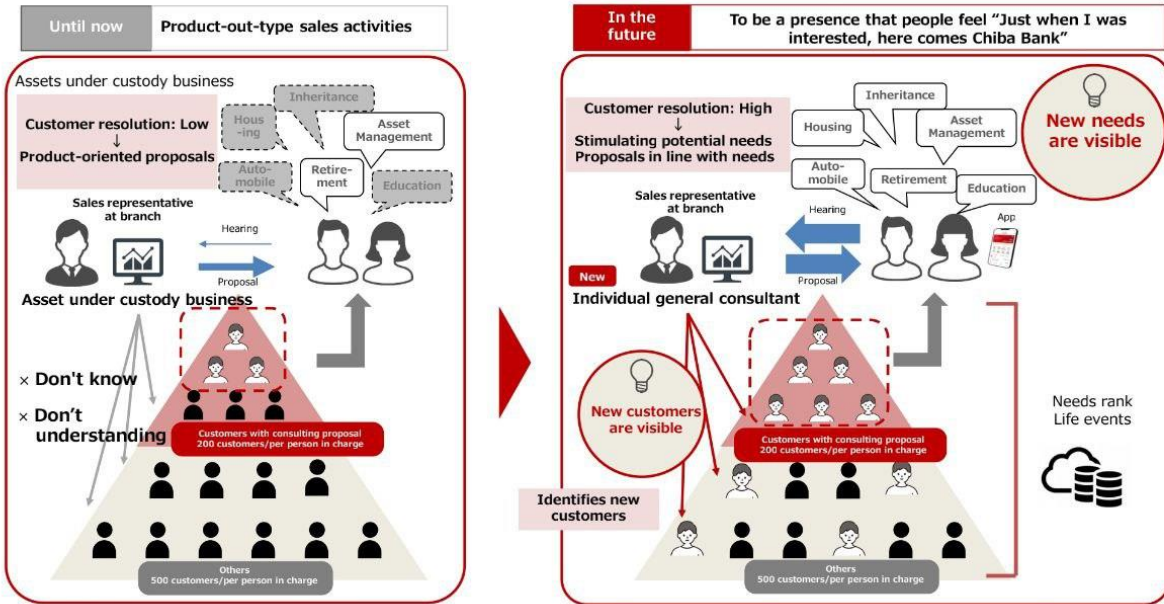 Until now
Product-out-type sales activities
Assets under custody business
Customer resolution: Low
↓
Product-oriented proposals
Inheritance
Hous
-ing
Asset
Management
Auto-
mobile
Retire-
ment
Education
Sales representative
at branch
Hearing
Proposal
Asset under custody business
× Don't know
× Don’t
understanding
Customers with consulting proposal
200 customers/per person in charge
Others
500 customers/per person in charge
In the
future
To be a presence that people feel “Just when I was
interested, here comes Chiba Bank”
Customer resolution: High
↓
Stimulating potential needs
Proposals in line with needs
Inheritance
Housing
Asset
Management
Auto-
mobile
Retirement
Education
New needs
are visible
Sales representative
at branch
Hearing
Proposal
App
New
Individual general consultant
New customers
are visible
Identifies new
customers
Customers with consulting proposal
200 customers/per person in charge
Others
500 customers/per person in charge
Needs rank
Life events